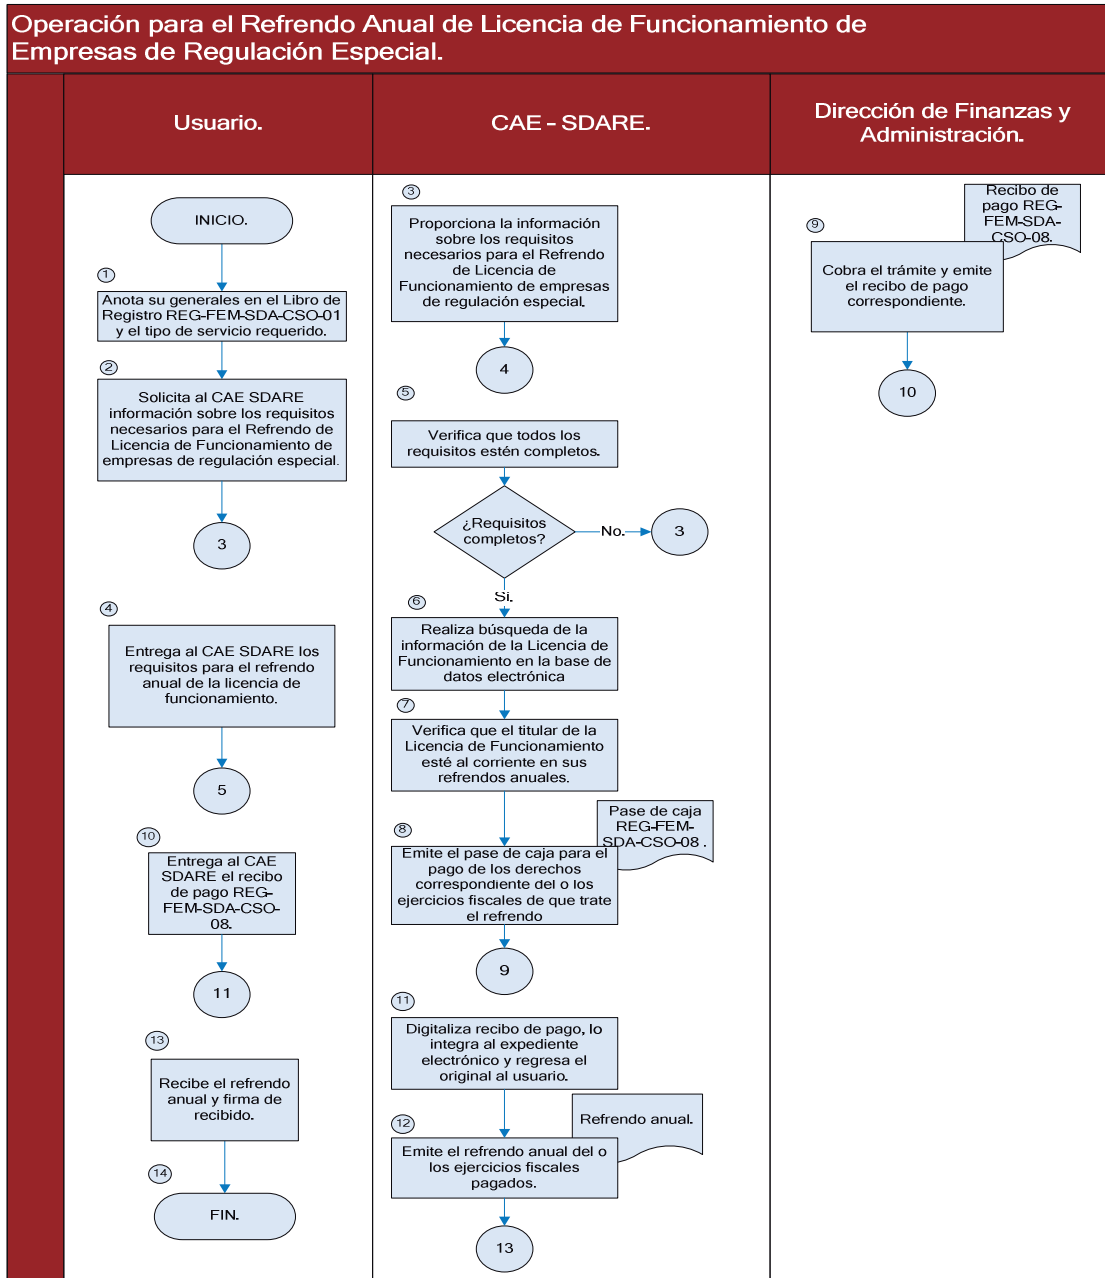 Operación para el Refrendo Anual de Licencia de Funcionamiento de
Empresas de Regulación Especial.
Usuario.
CAE – SDARE.
Dirección de Finanzas y
Administración.
INICIO.
1
Anota su generales en el Libro de
Registro REG-FEM-SDA-CSO-01
y el tipo de servicio requerido.
2
Solicita al CAE SDARE
información sobre los requisitos
necesarios para el Refrendo de
Licencia de Funcionamiento de
empresas de regulación especial.
3
4
Entrega al CAE SDARE los
requisitos para el refrendo
anual de la licencia de
funcionamiento.
5
10
Entrega al CAE
SDARE el recibo
de pago REG-
FEM-SDA-CSO-
08.
11
13
Recibe el refrendo
anual y firma de
recibido.
14
FIN.
3
Proporciona la información
sobre los requisitos
necesarios para el Refrendo
de Licencia de
Funcionamiento de empresas
de regulación especial.
4
5
Verifica que todos los
requisitos estén completos.
¿Requisitos
completos?
No.
3
Si.
6
Realiza búsqueda de la
información de la Licencia de
Funcionamiento en la base de
datos electrónica
7
Verifica que el titular de la
Licencia de Funcionamiento
esté al corriente en sus
refrendos anuales.
Pase de caja
REG-FEM-
SDA-CSO-08 .
8
Emite el pase de caja para el
pago de los derechos
correspondiente del o los
ejercicios fiscales de que trate
el refrendo
9
11
Digitaliza recibo de pago, lo
integra al expediente
electrónico y regresa el
original al usuario.
Refrendo anual.
12
Emite el refrendo anual del o
los ejercicios fiscales
pagados.
13
Recibo de
pago REG-
FEM-SDA-
CSO-08.
9
Cobra el trámite y emite
el recibo de pago
correspondiente.
10